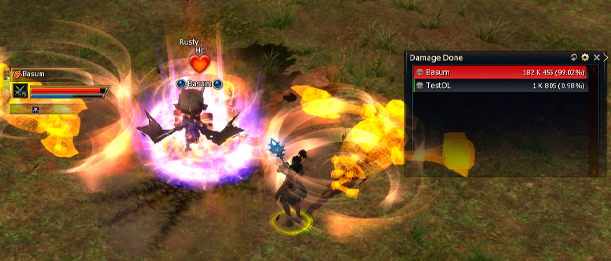 Rusty
Hc
Basum
Basum
Damage Done
Basum 182 K 455 (99.02%)
TestOL 1 K 805 (0.98%)